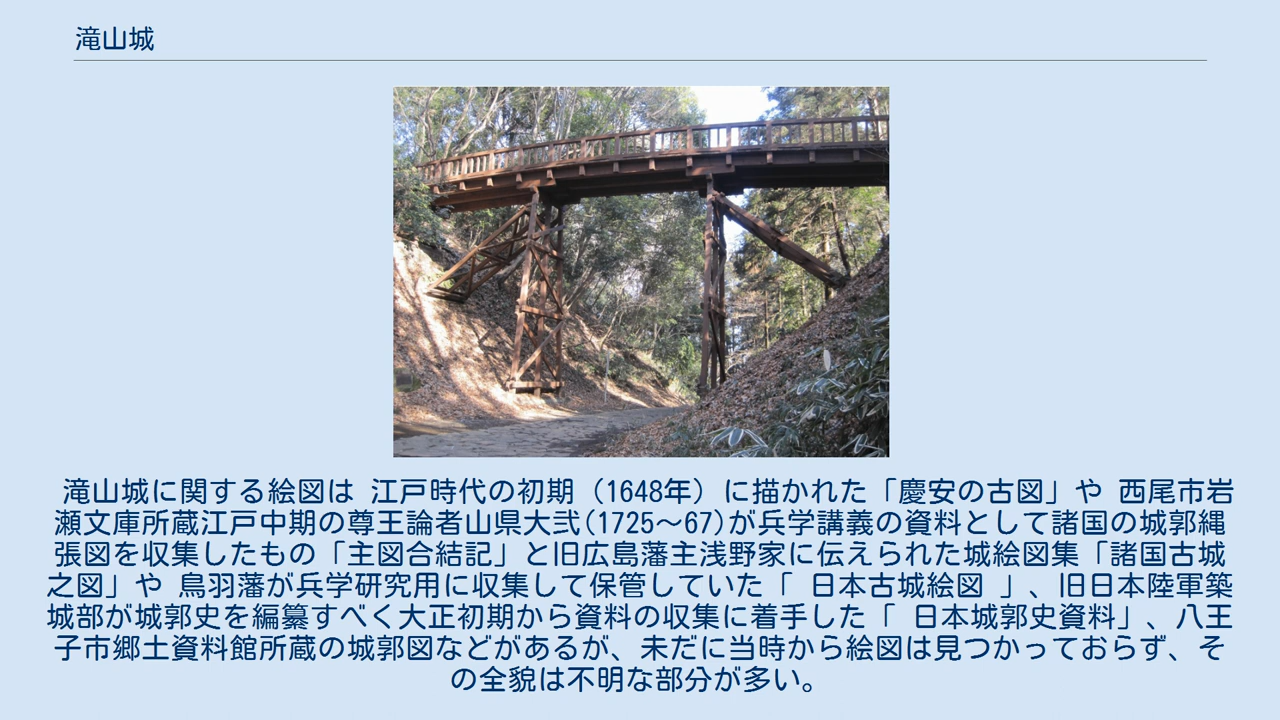 滝山城
滝山城に関する絵図は 江戸時代の初期（1648年）に描かれた「慶安の古図」や 西尾市岩
瀬文庫所蔵江戸中期の尊王論者山県大弐(1725～67)が兵学講義の資料として諸国の城郭縄
張図を収集したもの「主図合結記」と旧広島藩主浅野家に伝えられた城絵図集「諸国古城
之図」や 鳥羽藩が兵学研究用に収集して保管していた「 日本古城絵図 」、旧日本陸軍築
城部が城郭史を編纂すべく大正初期から資料の収集に着手した「 日本城郭史資料」、八王
子市郷土資料館所蔵の城郭図などがあるが、未だに当時から絵図は見つかっておらず、そ
の全貌は不明な部分が多い。